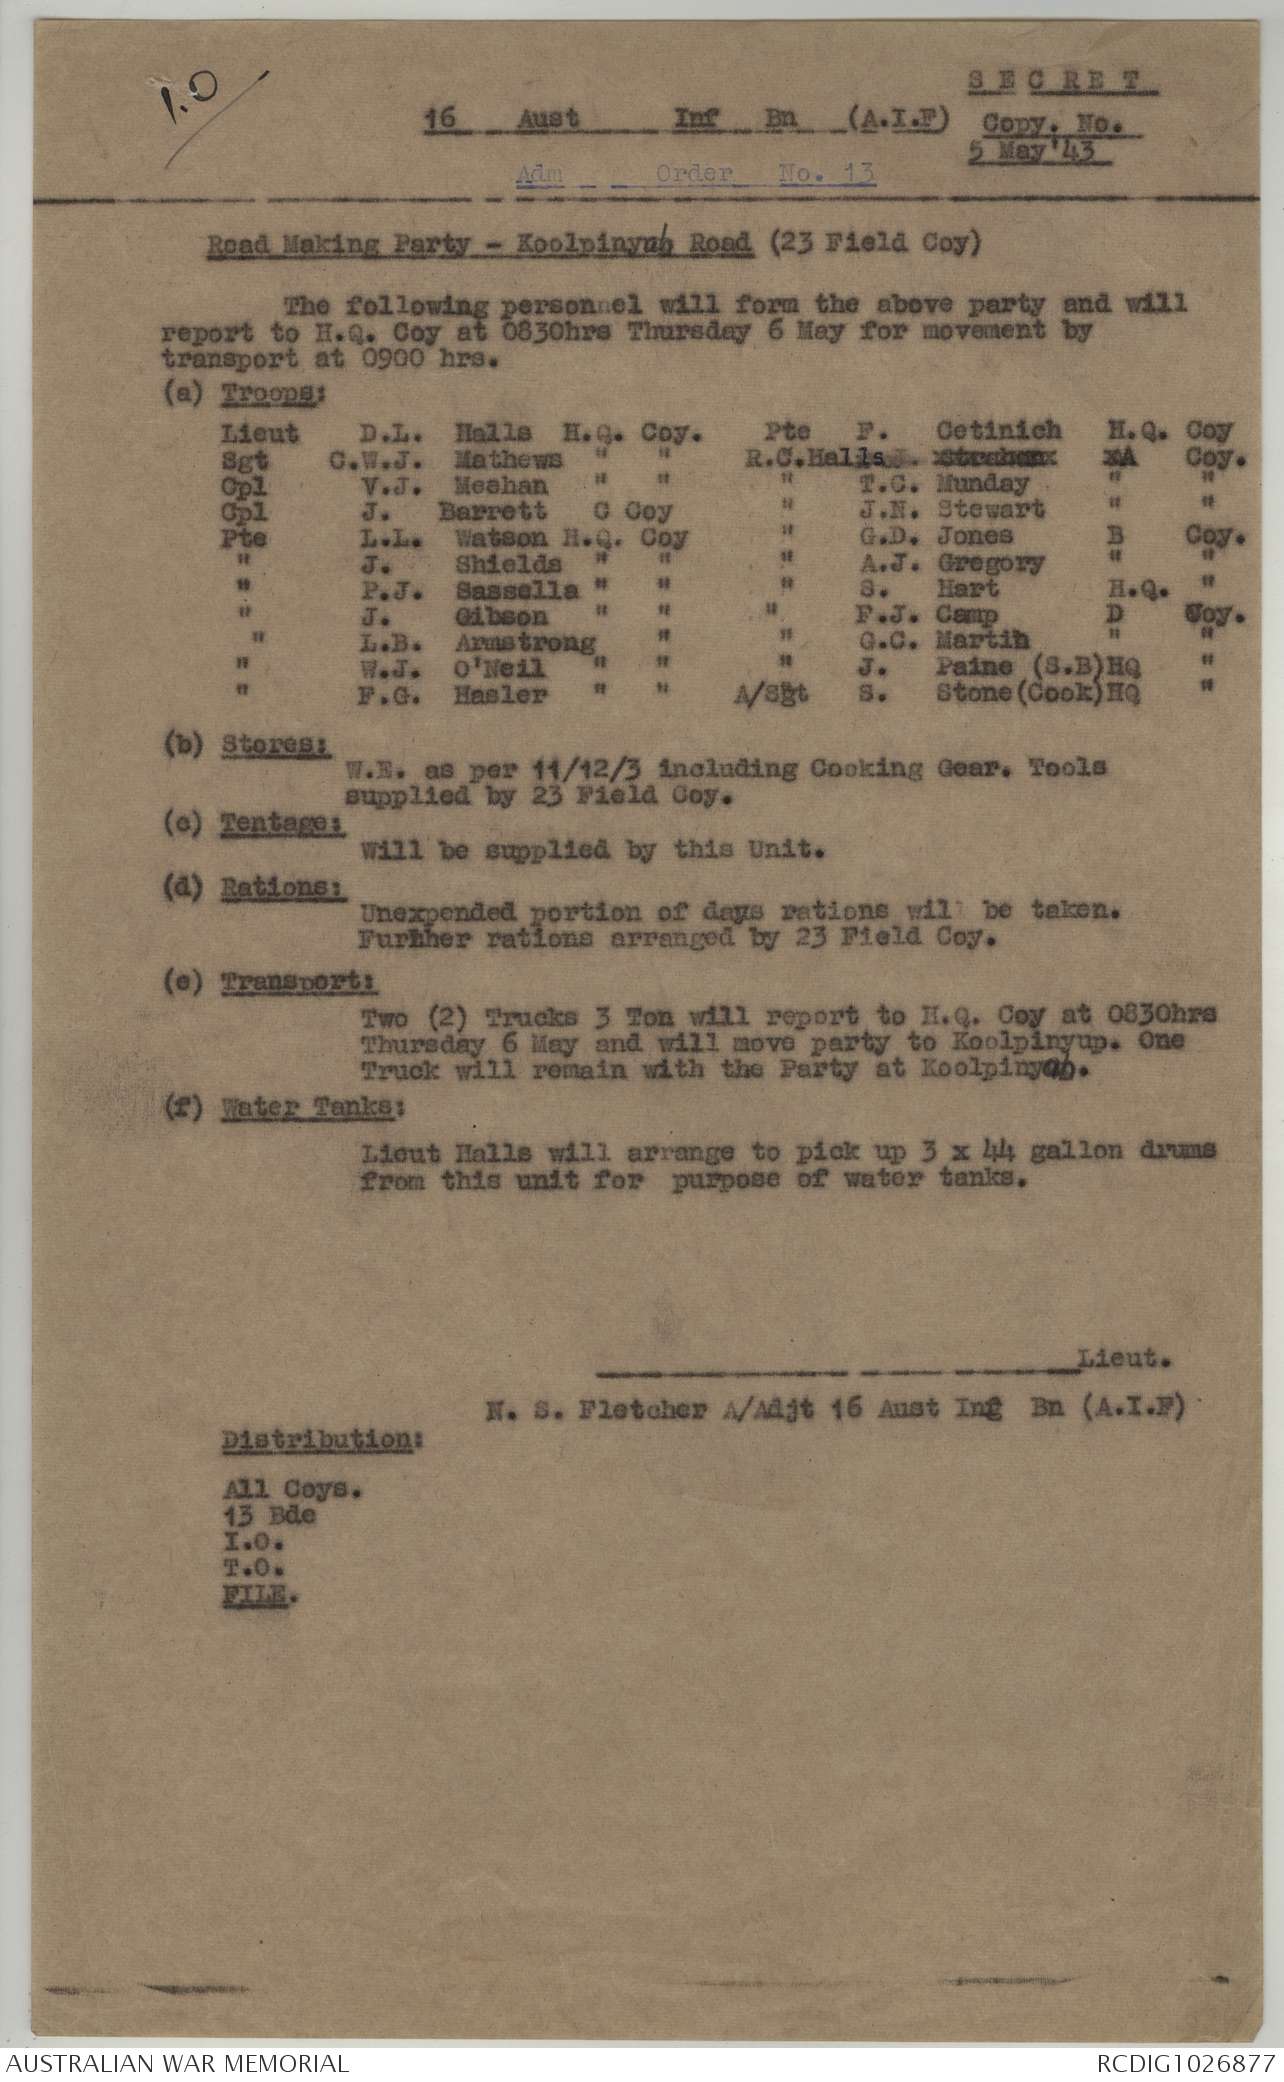 I.O
SECRET
16 Aust Inf Bn (A.I.F)
Copy. No.
5 May'43
Adm Order No. 13
Road Making Party - Koolpinyah Road (23 Field Coy)
The following personnel will form the above party and will
report to H.Q. Coy at 0830hrs Thursday 6 May for movement by
transport at 0900 hrs.
(a) Troops:
Lieut D.L. Halls H.Q. Coy. Pte F. Cetinich H.Q. Coy
Sgt C.W.J. Mathews " " R.C.Halls J. Strahan xA Coy.
Cpl V.J. Meehan " " " T.C. Munday " "
Cpl J. Barrett C Coy " J.N. Stewart " "
Pte L.L. Watson H.Q. Coy " G.D. Jones B Coy.
" J. Shields " " " A.J. Gregory " "
" P.J. Sassella " " " S. Hart H.Q. "
" J. Gibson " " " F.J. Camp D Coy.
" L.B. Armstrong " " G.C. Martin " "
" W.J. O'Neil " " " J. Paine (S.B)HQ "
" F.G. Hasler " " A/Sgt S. Stone(Cook)HQ "
(b) Stores:
W.E. as per 11/12/3 including Cooking Gear. Tools
supplied by 23 Field Coy.
(c) Tentage:
Will be supplied by this Unit.
(d) Rations:
Unexpended portion of days rations will be taken.
Further rations arranged by 23 Field Coy.
(e) Transport:
Two (2) Trucks 3 Ton will report to H.Q. Coy at 0830hrs
Thursday 6 May and will move party to Koolpinyup. One
Truck will remain with the Party at Koolpinyah.
(f) Water Tanks:
Lieut Halls will arrange to pick up 3 x 44 gallon drums
from this unit for purpose of water tanks.
Lieut.
N. S. Fletcher A/Adjt 16 Aust Inf Bn (A.I.F)
Distribution:
All Coys.
13 Bde
I.O.
T.O.
FILE.
AUSTRALIAN WAR MEMORIAL
RCDIG1026877